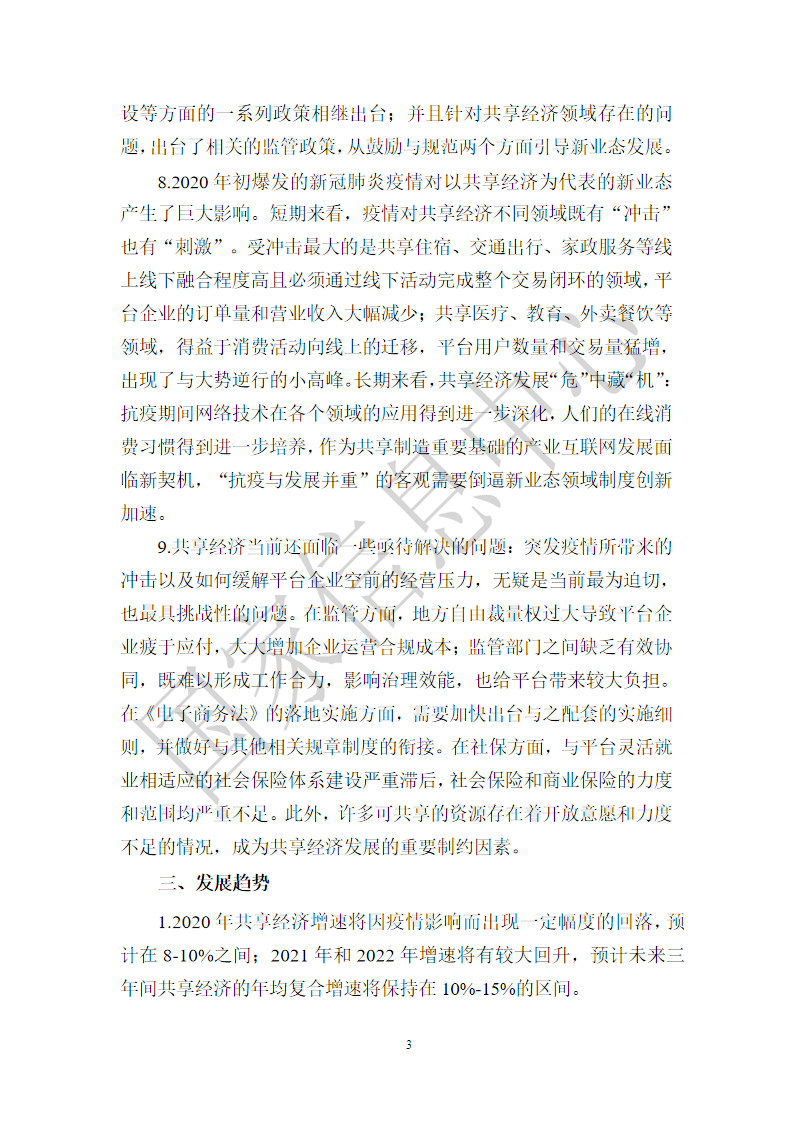 设等方面的一系列政策相继出台；并且针对共享经济领域存在的问
题，出台了相关的监管政策，从鼓励与规范两个方面引导新业态发展。
8.2020 年初爆发的新冠肺炎疫情对以共享经济为代表的新业态
产生了巨大影响。短期来看，疫情对共享经济不同领域既有“冲击”
也有“刺激”。受冲击最大的是共享住宿、交通出行、家政服务等线
上线下融合程度高且必须通过线下活动完成整个交易闭环的领域，平
台企业的订单量和营业收入大幅减少；共享医疗、教育、外卖餐饮等
领域，得益于消费活动向线上的迁移，平台用户数量和交易量猛增，
出现了与大势逆行的小高峰。长期来看，共享经济发展“危”中藏“机”：
抗疫期间网络技术在各个领域的应用得到进一步深化，人们的在线消
费习惯得到进一步培养，作为共享制造重要基础的产业互联网发展面
临新契机，“抗疫与发展并重”的客观需要倒逼新业态领域制度创新
加速。
9.共享经济当前还面临一些亟待解决的问题：突发疫情所带来的
冲击以及如何缓解平台企业空前的经营压力，无疑是当前最为迫切，
也最具挑战性的问题。在监管方面，地方自由裁量权过大导致平台企
业疲于应付，大大增加企业运营合规成本；监管部门之间缺乏有效协
同，既难以形成工作合力，影响治理效能，也给平台带来较大负担。
在《电子商务法》的落地实施方面，需要加快出台与之配套的实施细
则，并做好与其他相关规章制度的衔接。在社保方面，与平台灵活就
业相适应的社会保险体系建设严重滞后，社会保险和商业保险的力度
和范围均严重不足。此外，许多可共享的资源存在着开放意愿和力度
不足的情况，成为共享经济发展的重要制约因素。
三、发展趋势
1.2020 年共享经济增速将因疫情影响而出现一定幅度的回落，预
计在 8-10%之间；2021 年和 2022 年增速将有较大回升，预计未来三
年间共享经济的年均复合增速将保持在 10%-15%的区间。
3
国家信息中心